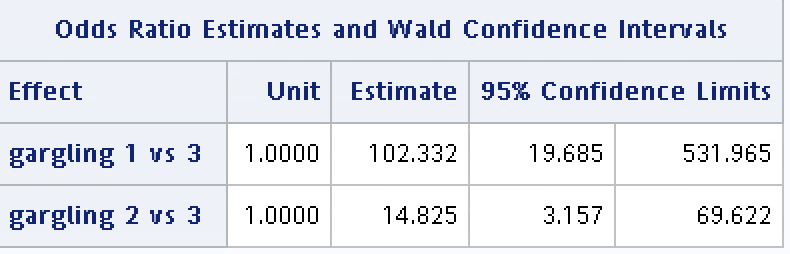 Odds Ratio Estimates and Wald Confidence Intervals
Effect Unit Estimate 95% Confidence Limits
gargling 1 vs 3 1.0000 102.332 19.685 531.965
gargling 2 vs 3 1.0000 14.825 3.157 69.622